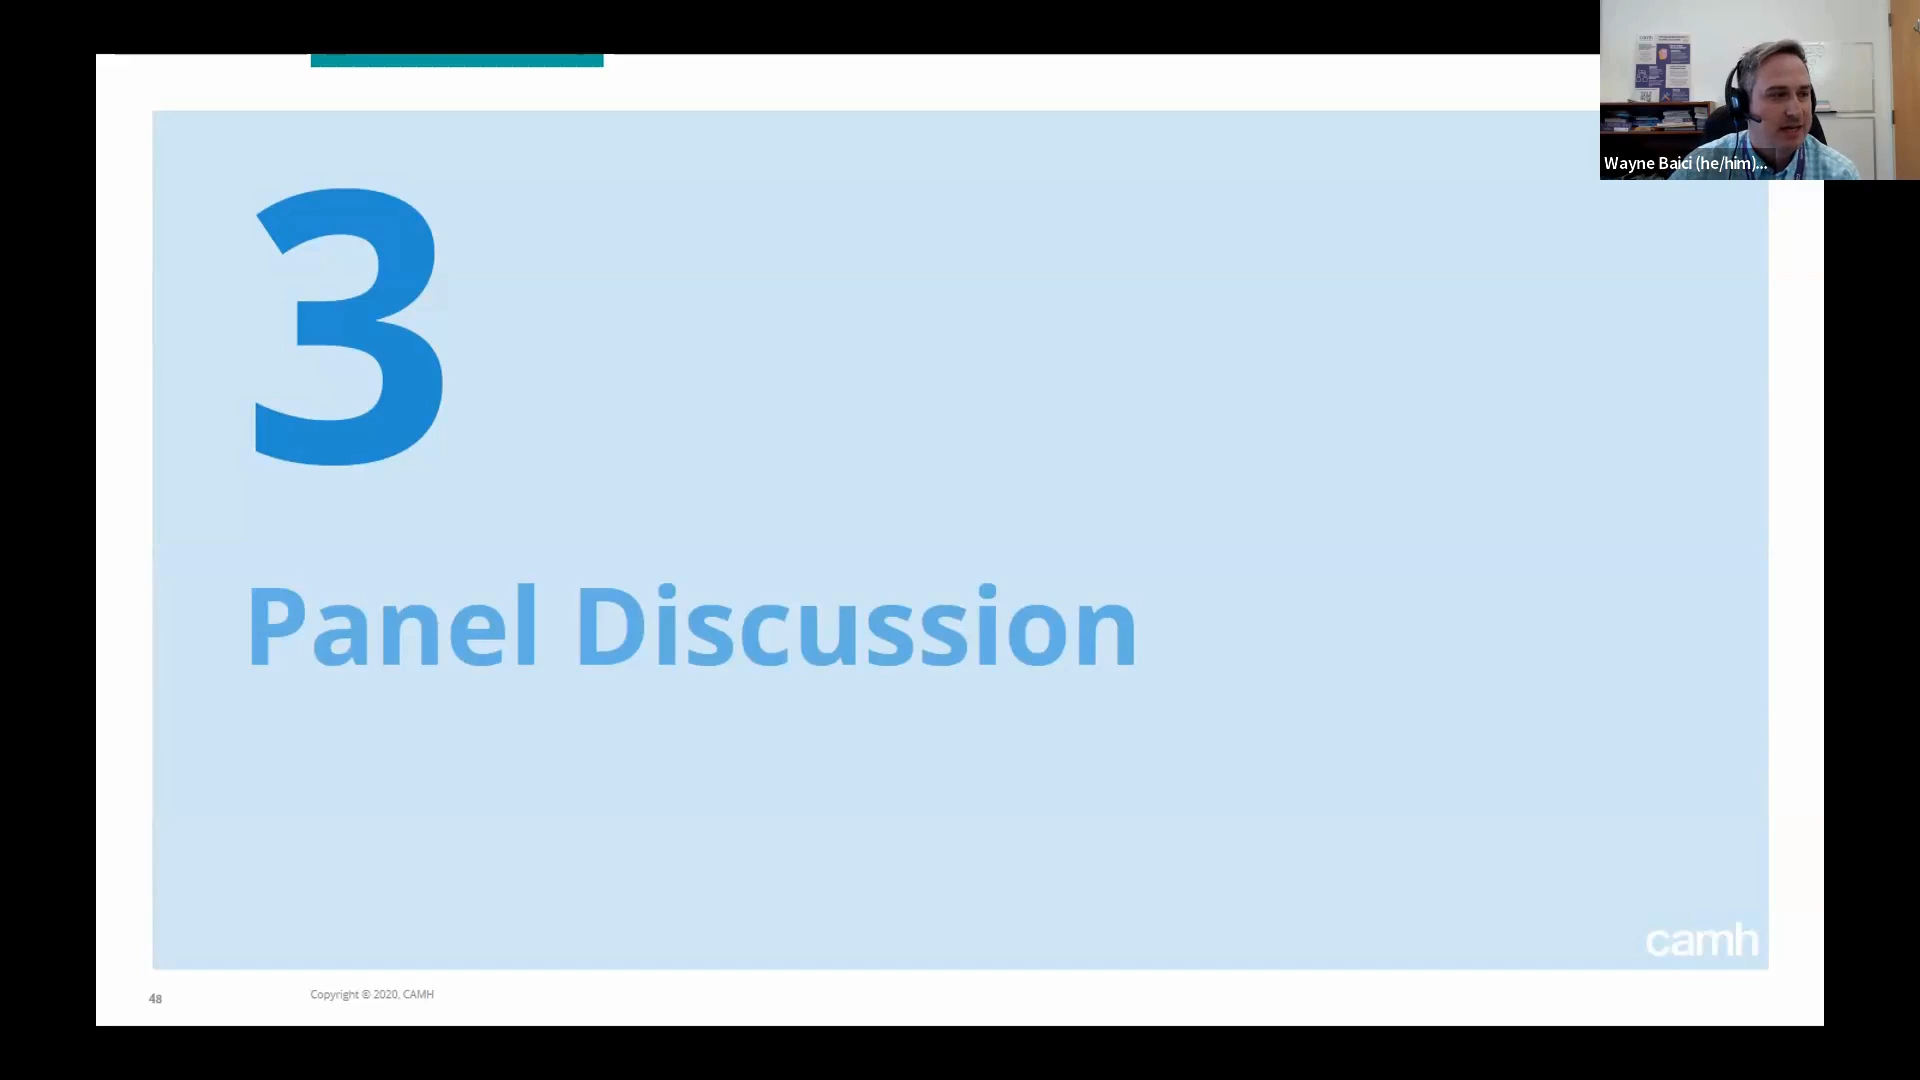 Wayne Baici (he/him)...
3
Panel Discussion
camh
48
Copyright © 2020, CAMH